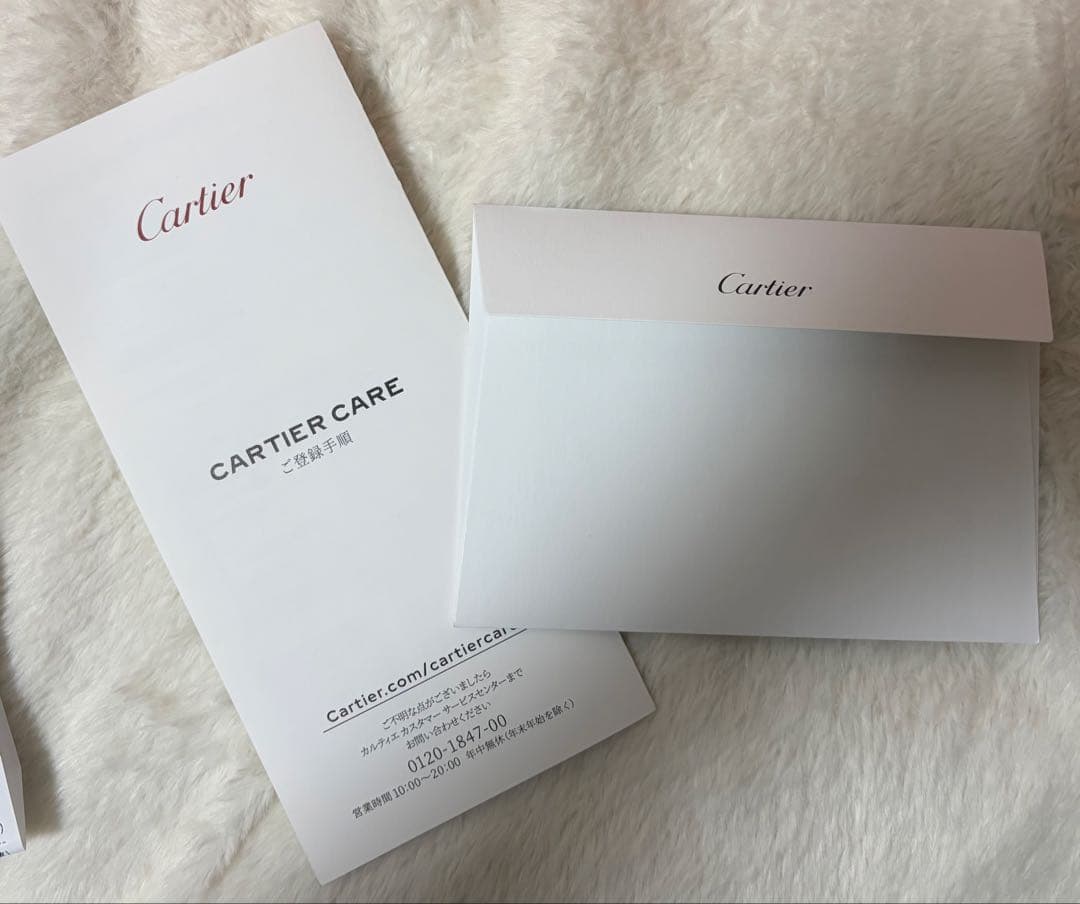 Cartier
CARTIER CARE
ご登録手順
Cartier.com/cartiercare
ご不明な点がございましたら
カルティエ カスタマー サービスセンターまで
お問い合わせください
0120-1847-00
営業時間 10:00〜20:00 年中無休(年末年始を除く)
Cartier